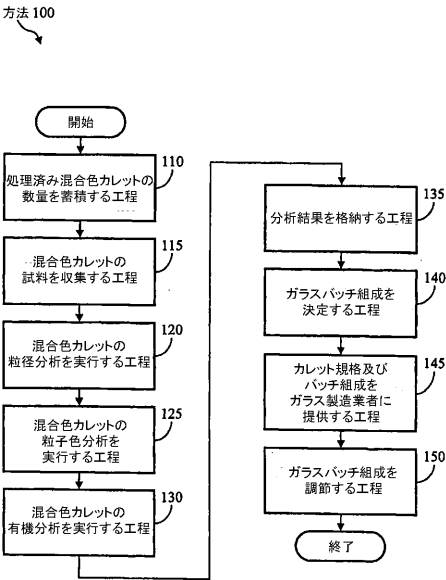 方法 100
開始
110
処理済み混合色カレットの
数量を蓄積する工程
115
混合色カレットの
試料を収集する工程
120
混合色カレットの
粒径分析を実行する工程
125
混合色カレットの
粒子色分析を
実行する工程
130
混合色カレットの
有機分析を実行する工程
135
分析結果を格納する工程
140
ガラスバッチ組成を
決定する工程
145
カレット規格及び
バッチ組成を
ガラス製造業者に
提供する工程
150
ガラスバッチ組成を
調節する工程
終了